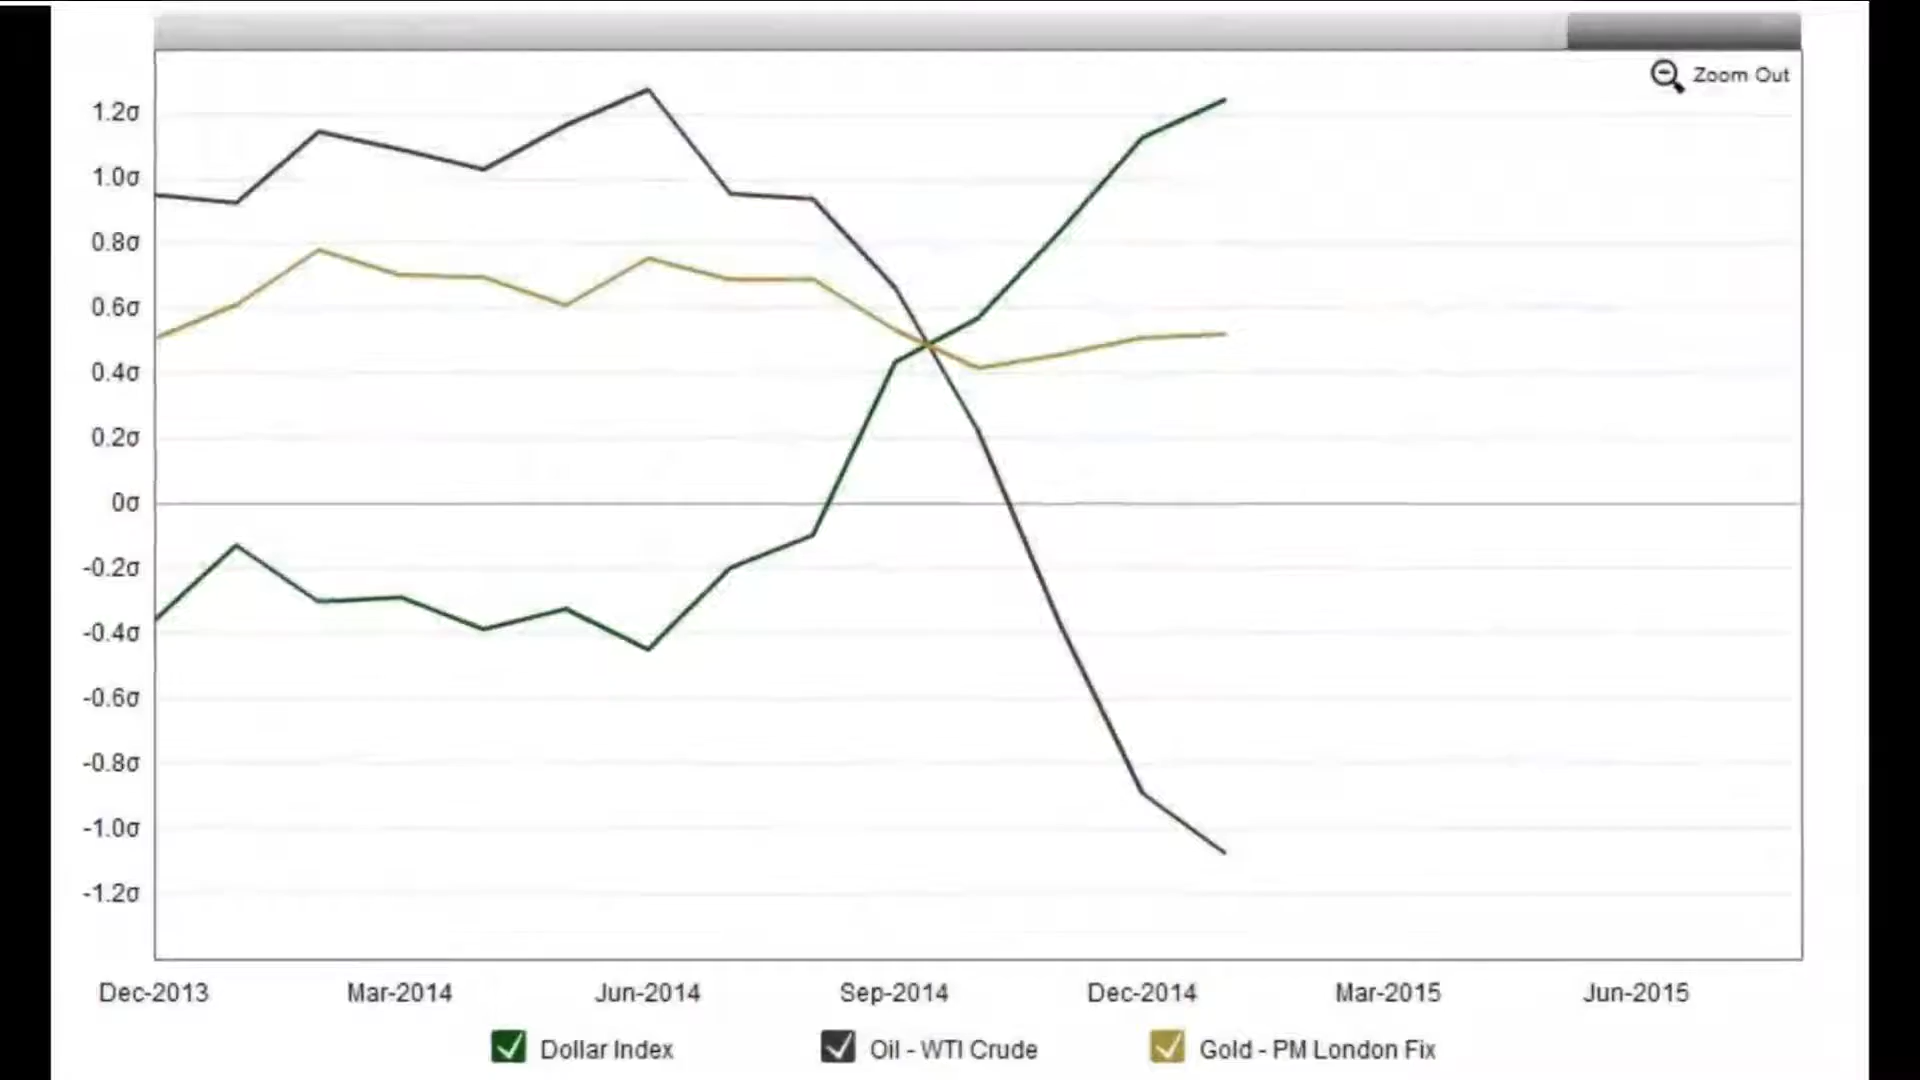 Zoom Out
1.2σ
1.0σ
0.8σ
0.6σ
0.4σ
0.2σ
0σ
-0.2σ
-0.4σ
-0.6σ
-0.8σ
-1.0σ
-1.2σ
Dec-2013 Mar-2014 Jun-2014 Sep-2014 Dec-2014 Mar-2015 Jun-2015
Dollar Index Oil - WTI Crude Gold - PM London Fix